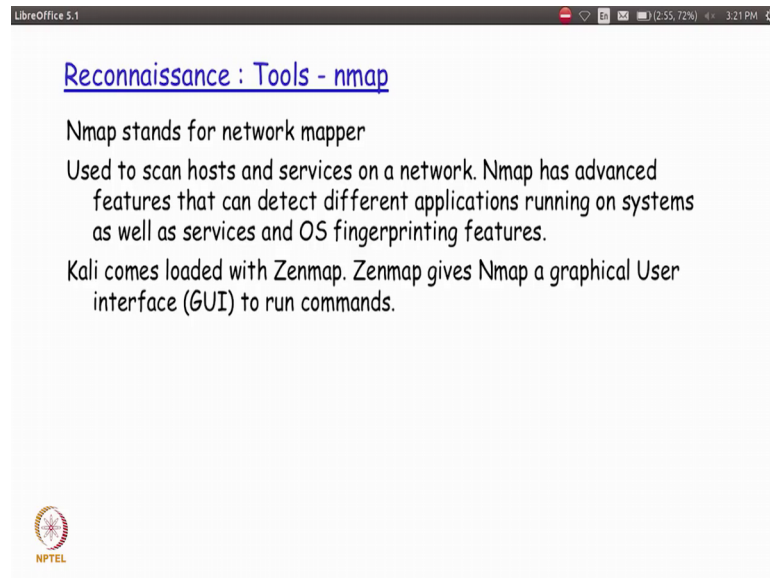 LibreOffice 5.1
En (2:55, 72%) 3:21 PM
Reconnaissance : Tools - nmap
Nmap stands for network mapper
Used to scan hosts and services on a network. Nmap has advanced
features that can detect different applications running on systems
as well as services and OS fingerprinting features.
Kali comes loaded with Zenmap. Zenmap gives Nmap a graphical User
interface (GUI) to run commands.
NPTEL